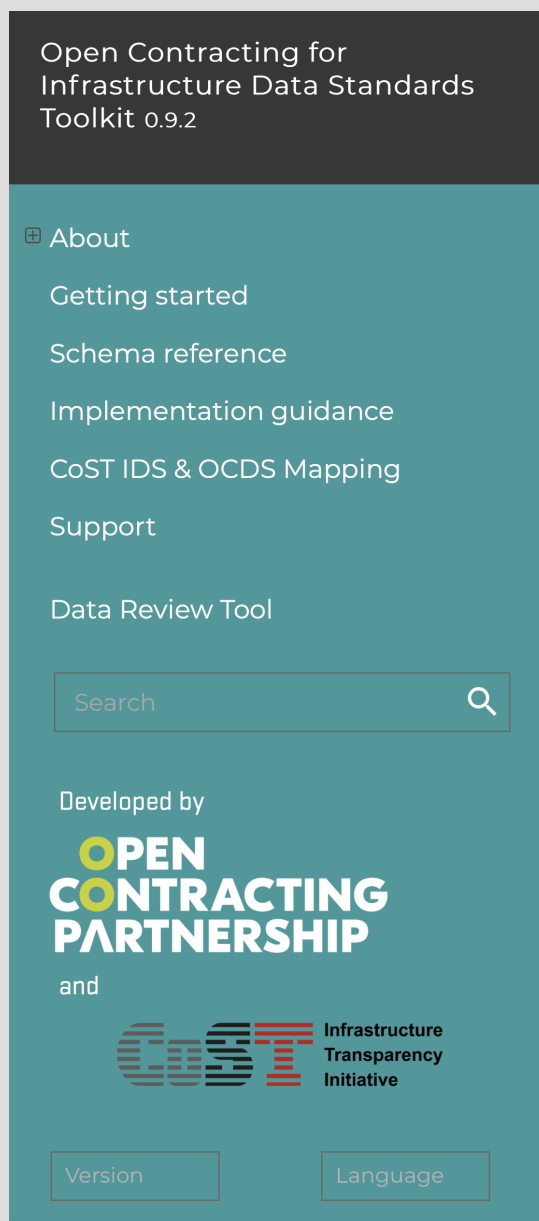 Open Contracting for
Infrastructure Data Standards
Toolkit 0.9.2
About
Getting started
Schema reference
Implementation guidance
CoST IDS & OCDS Mapping
Support
Data Review Tool
Search
Developed by
OPEN
CONTRACTING
PARTNERSHIP
and
CoST Infrastructure
Transparency
Initiative
Version Language